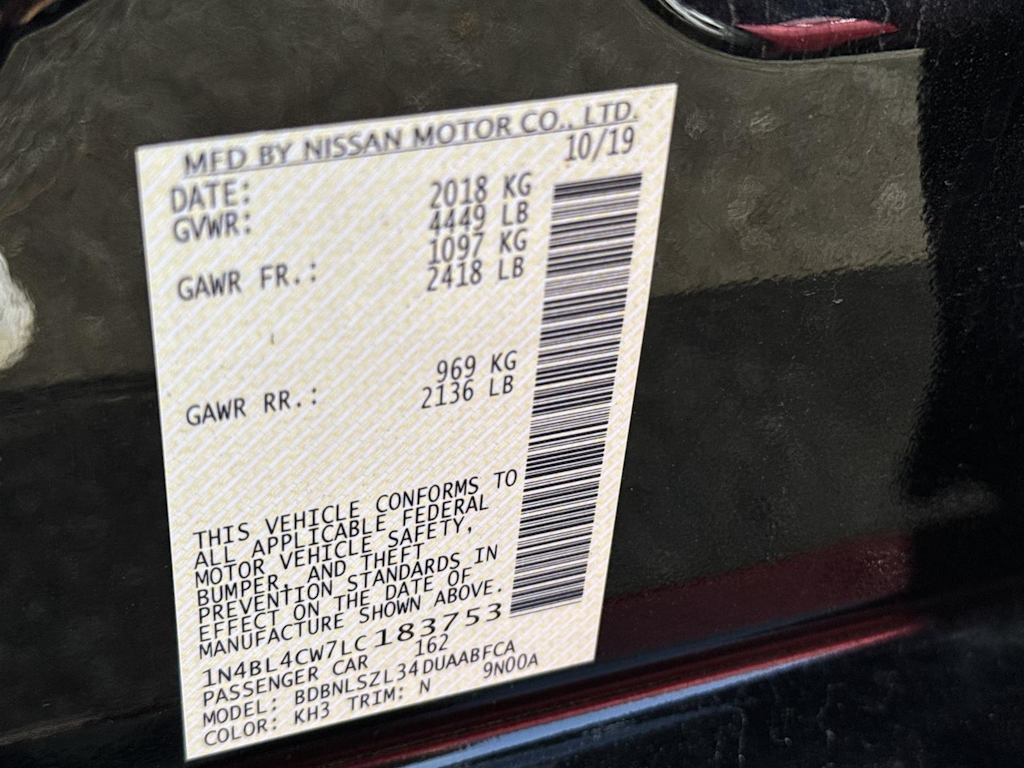 MFD BY NISSAN MOTOR CO., LTD.
DATE: 10/19
GVWR: 2018 KG
4449 LB
GAWR FR.: 1097 KG
2418 LB
GAWR RR.: 969 KG
2136 LB
THIS VEHICLE CONFORMS TO
ALL APPLICABLE FEDERAL
MOTOR VEHICLE SAFETY,
BUMPER, AND THEFT
PREVENTION STANDARDS IN
EFFECT ON THE DATE OF
MANUFACTURE SHOWN ABOVE.
1N4BL4CW7LC183753
PASSENGER CAR 162
MODEL: BDBNLSZL34DUAABFCA
COLOR: KH3 TRIM: N 9N00A